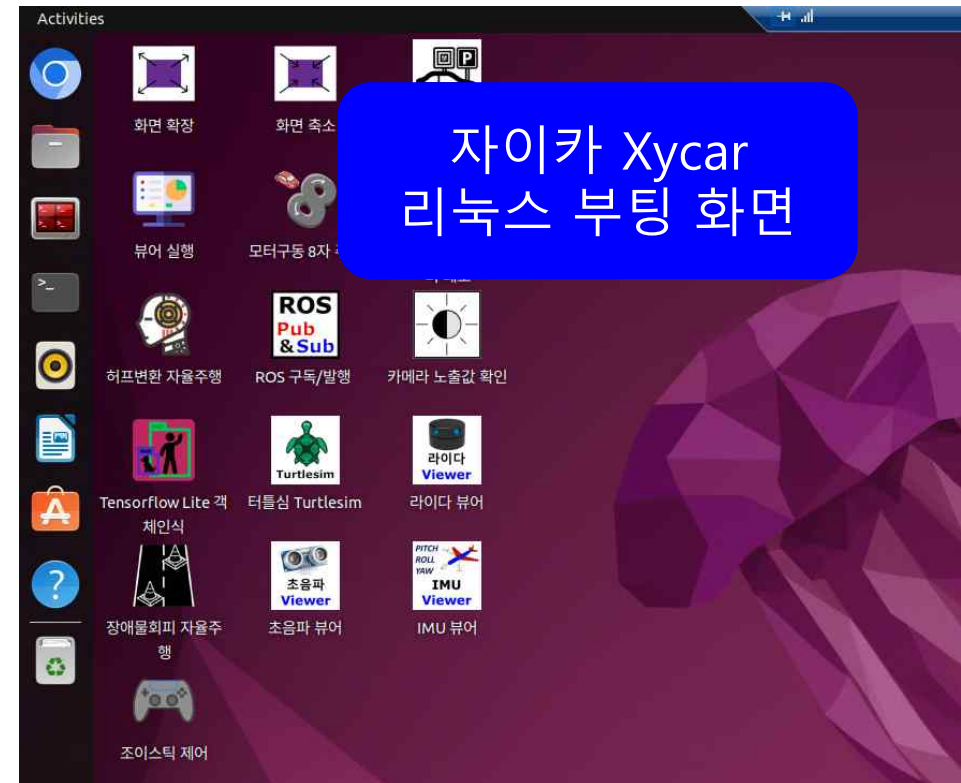 Activities
자이카 Xycar
리눅스 부팅 화면
P
화면 확장
화면 축소
뷰어 실행
모터구동 8자
ROS
Pub
&Sub
허프변환 자율주행
ROS 구독/발행
카메라 노출값 확인
Turtlesim
라이다
Viewer
Tensorflow Lite 객
체인식
터틀심 Turtlesim
라이다 뷰어
초음파
Viewer
PITCH
ROLL
YAW
IMU
Viewer
장애물회피 자율주
행
초음파 뷰어
IMU 뷰어
조이스틱 제어